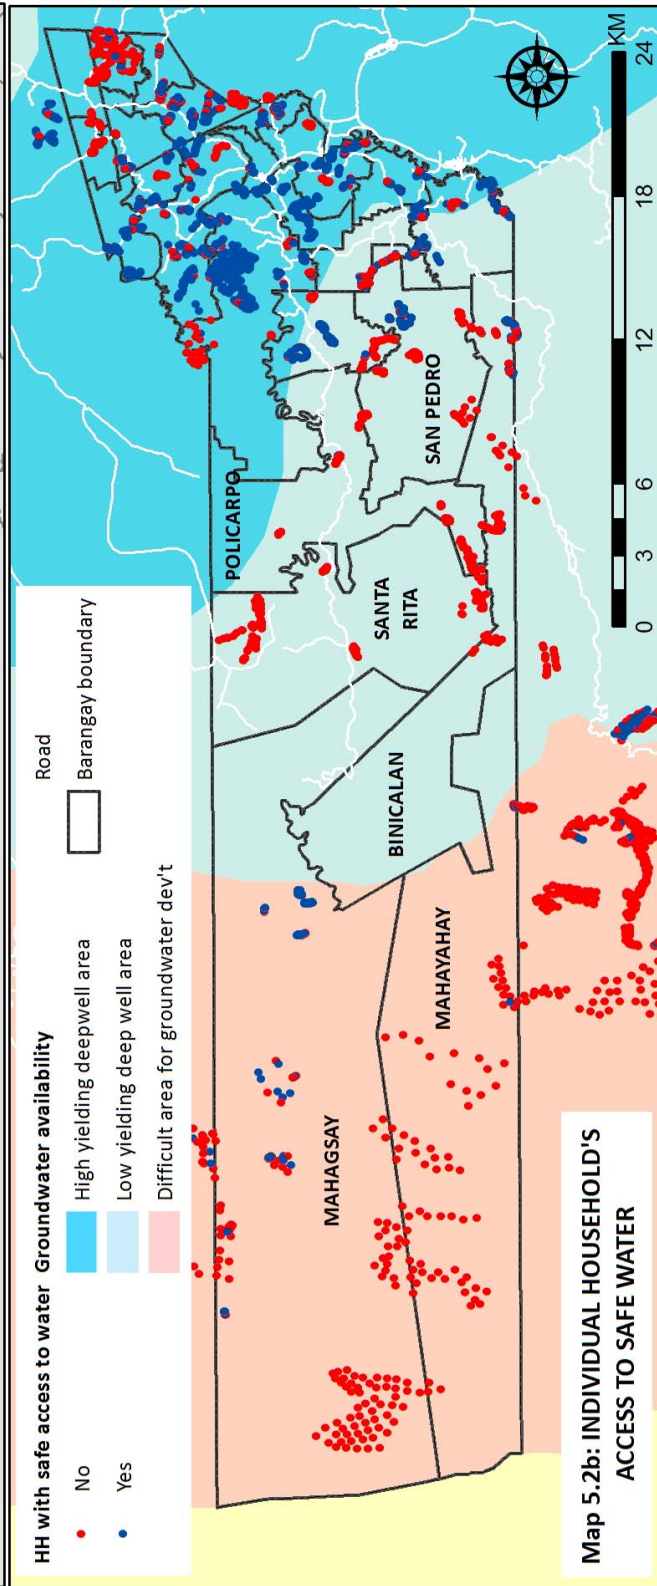 HH with safe access to water
No
Yes
Groundwater availability
High yielding deepwell area
Low yielding deep well area
Difficult area for groundwater dev't
Road
Barangay boundary
POLICARPO
SAN PEDRO
SANTA
RITA
BINICALAN
MAHAYAHAY
MAHAGSAY
Map 5.2b: INDIVIDUAL HOUSEHOLD'S
ACCESS TO SAFE WATER
0 3 6 12 18 24
KM